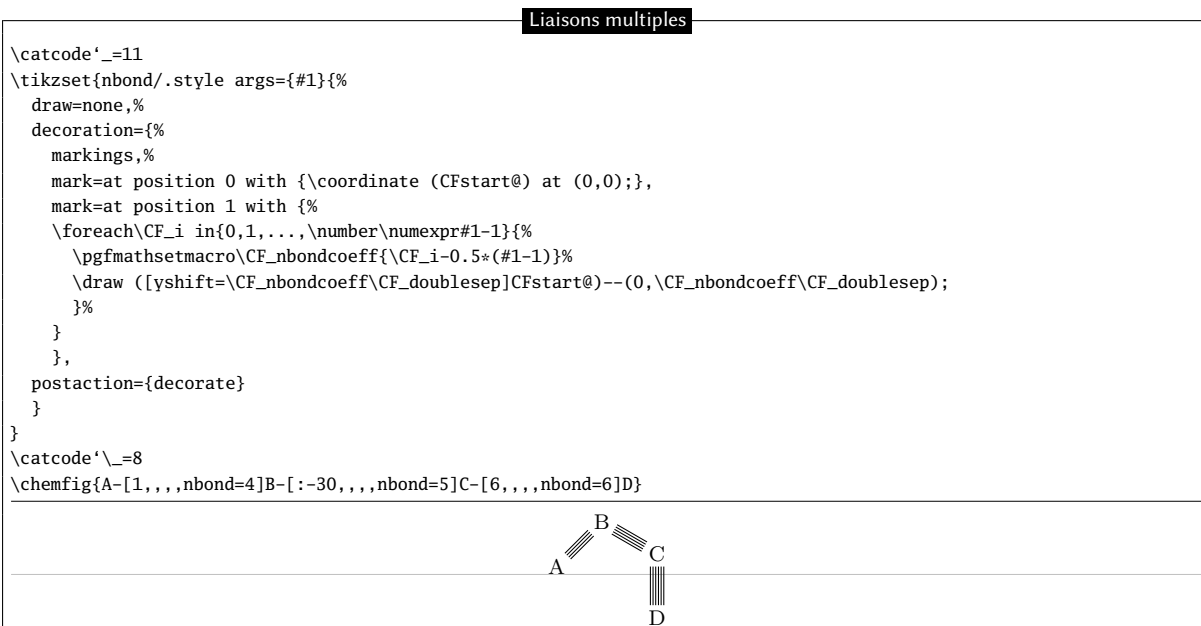 Liaisons multiples
\catcode‘_=11
\tikzset{nbond/.style args={#1}{%
  draw=none,%
  decoration={%
    markings,%
    mark=at position 0 with {\coordinate (CFstart@) at (0,0);},
    mark=at position 1 with {%
    \foreach\CF_i in{0,1,...,\number\numexpr#1-1}{%
      \pgfmathsetmacro\CF_nbondcoeff{\CF_i-0.5*(#1-1)}%
      \draw ([yshift=\CF_nbondcoeff\CF_doublesep]CFstart@)--(0,\CF_nbondcoeff\CF_doublesep);
      }%
    }
    },
  postaction={decorate}
  }
}
\catcode‘\_=8
\chemfig{A-[1,,,,nbond=4]B-[:-30,,,,nbond=5]C-[6,,,,nbond=6]D}
B
C
A
D